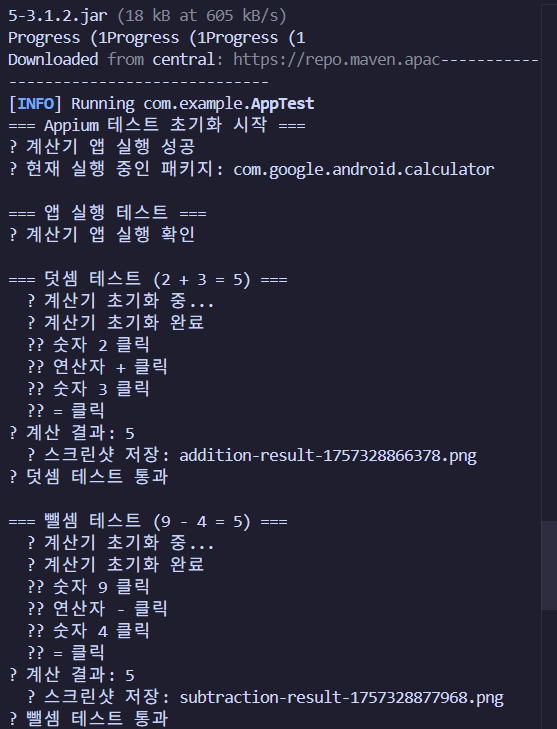 5-3.1.2.jar (18 kB at 605 kB/s)
Progress (1Progress (1Progress (1
Downloaded from central: https://repo.maven.apac-----------
-----------------------------
[INFO] Running com.example.AppTest
=== Appium 테스트 초기화 시작 ===
? 계산기 앱 실행 성공
? 현재 실행 중인 패키지: com.google.android.calculator
=== 앱 실행 테스트 ===
? 계산기 앱 실행 확인
=== 덧셈 테스트 (2 + 3 = 5) ===
? 계산기 초기화 중...
? 계산기 초기화 완료
?? 숫자 2 클릭
?? 연산자 + 클릭
?? 숫자 3 클릭
?? = 클릭
? 계산 결과: 5
? 스크린샷 저장: addition-result-1757328866378.png
? 덧셈 테스트 통과
=== 뺄셈 테스트 (9 - 4 = 5) ===
? 계산기 초기화 중...
? 계산기 초기화 완료
?? 숫자 9 클릭
?? 연산자 - 클릭
?? 숫자 4 클릭
?? = 클릭
? 계산 결과: 5
? 스크린샷 저장: subtraction-result-1757328877968.png
? 뺄셈 테스트 통과